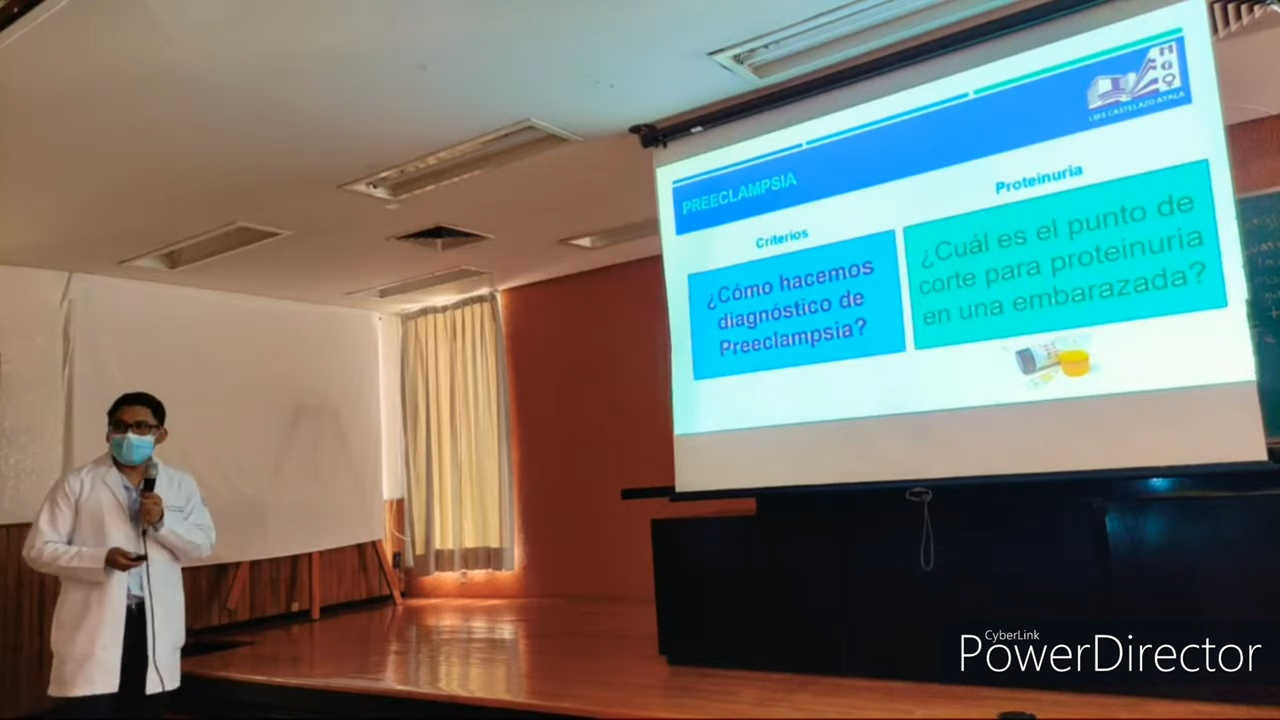 HGO4
LUIS CASTELAZO AYALA
PREECLAMPSIA
Criterios
¿Cómo hacemos
diagnóstico de
Preeclampsia?
Proteinuria
¿Cuál es el punto de
corte para proteinuria
en una embarazada?
CyberLink
PowerDirector